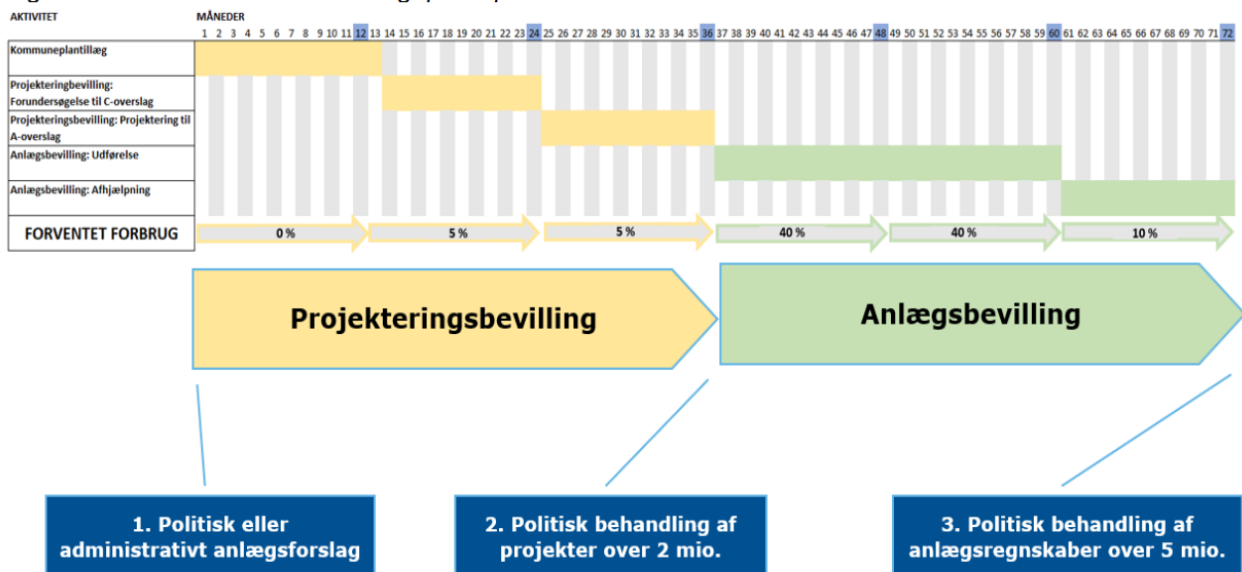 AKTIVITET
MÅNEDER
1 2 3 4 5 6 7 8 9 10 11 12 13 14 15 16 17 18 19 20 21 22 23 24 25 26 27 28 29 30 31 32 33 34 35 36 37 38 39 40 41 42 43 44 45 46 47 48 49 50 51 52 53 54 55 56 57 58 59 60 61 62 63 64 65 66 67 68 69 70 71 72
Kommuneplantillæg
Projekteringbevilling:
Forundersøgelse til C-overslag
Projekteringsbevilling: Projektering til
A-overslag
Anlægsbevilling: Udførelse
Anlægsbevilling: Afhjælpning
FORVENTET FORBRUG
0 %
5 %
5 %
40 %
40 %
10 %
Projekteringsbevilling
Anlægsbevilling
1. Politisk eller
administrativt anlægsforslag
2. Politisk behandling af
projekter over 2 mio.
3. Politisk behandling af
anlægsregnskaber over 5 mio.